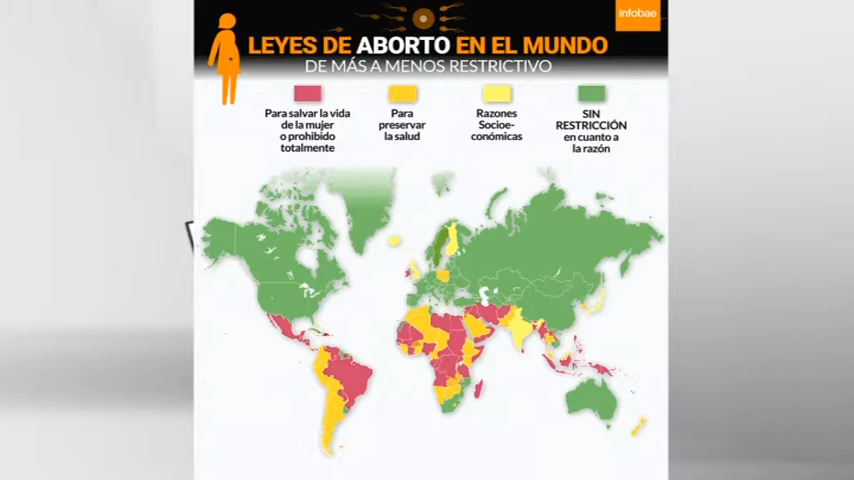 infobae
LEYES DE ABORTO EN EL MUNDO
DE MÁS A MENOS RESTRICTIVO
Para salvar la vida
de la mujer
o prohibido
totalmente
Para
preservar
la salud
Razones
Socioe-
conómicas
SIN
RESTRICCIÓN
en cuanto a
la razón